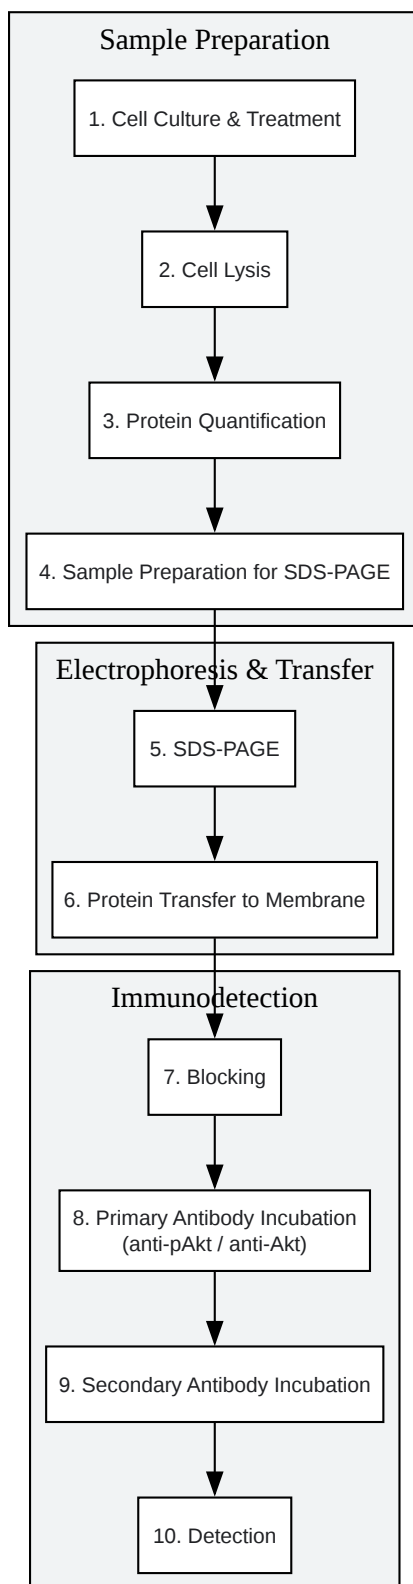 Sample Preparation
1. Cell Culture & Treatment
2. Cell Lysis
3. Protein Quantification
4. Sample Preparation for SDS-PAGE
Electrophoresis & Transfer
5. SDS-PAGE
6. Protein Transfer to Membrane
Immunodetection
7. Blocking
8. Primary Antibody Incubation
(anti-pAkt / anti-Akt)
9. Secondary Antibody Incubation
10. Detection